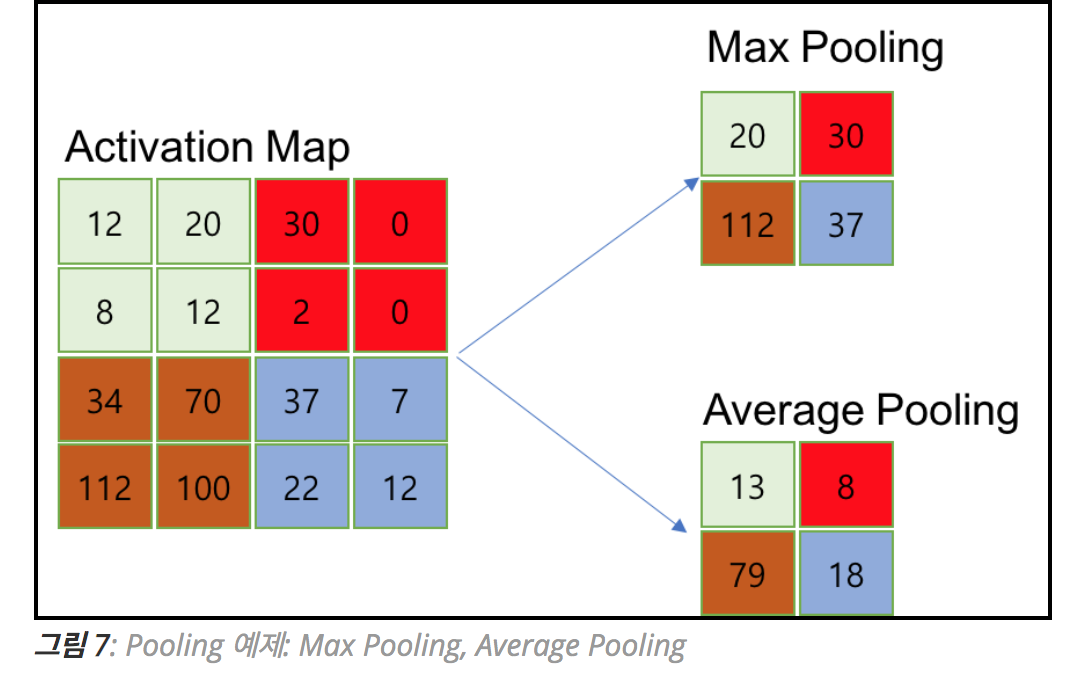 Max Pooling
20 30
112 37
Activation Map
12 20 30 0
8 12 2 0
34 70 37 7
112 100 22 12
Average Pooling
13 8
79 18
그림 7: Pooling 예제: Max Pooling, Average Pooling